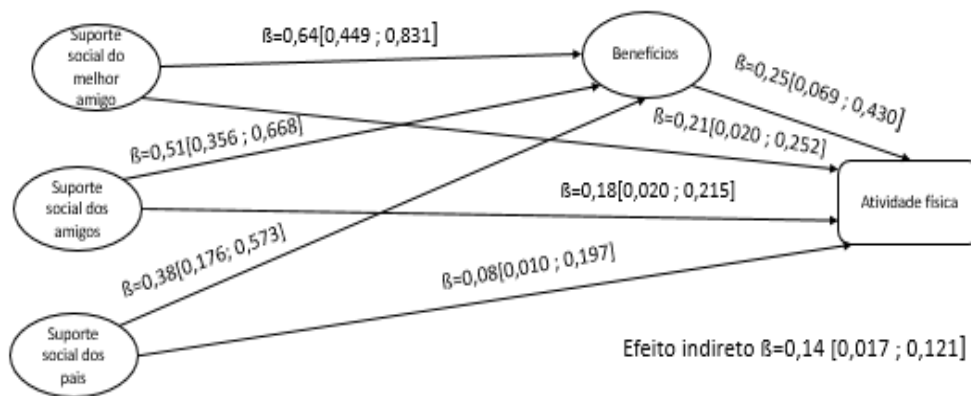 Suporte
social do
melhor
amigo
ß=0,64[0,449 ; 0,831]
Benefícios
ß=0,25[0,069 ; 0,430]
ß=0,51[0,356 ; 0,668]
ß=0,21[0,020 ; 0,252]
Suporte
social dos
amigos
ß=0,18[0,020 ; 0,215]
Atividade física
ß=0,38[0,176; 0,573]
ß=0,08[0,010 ; 0,197]
Suporte
social dos
pais
Efeito indireto ß=0,14 [0,017 ; 0,121]